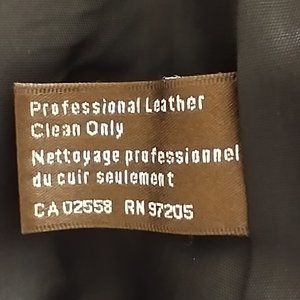 Professional Leather
Clean Only
Nettoyage professionnel
du cuir seulement
CA 02558 RN 97205